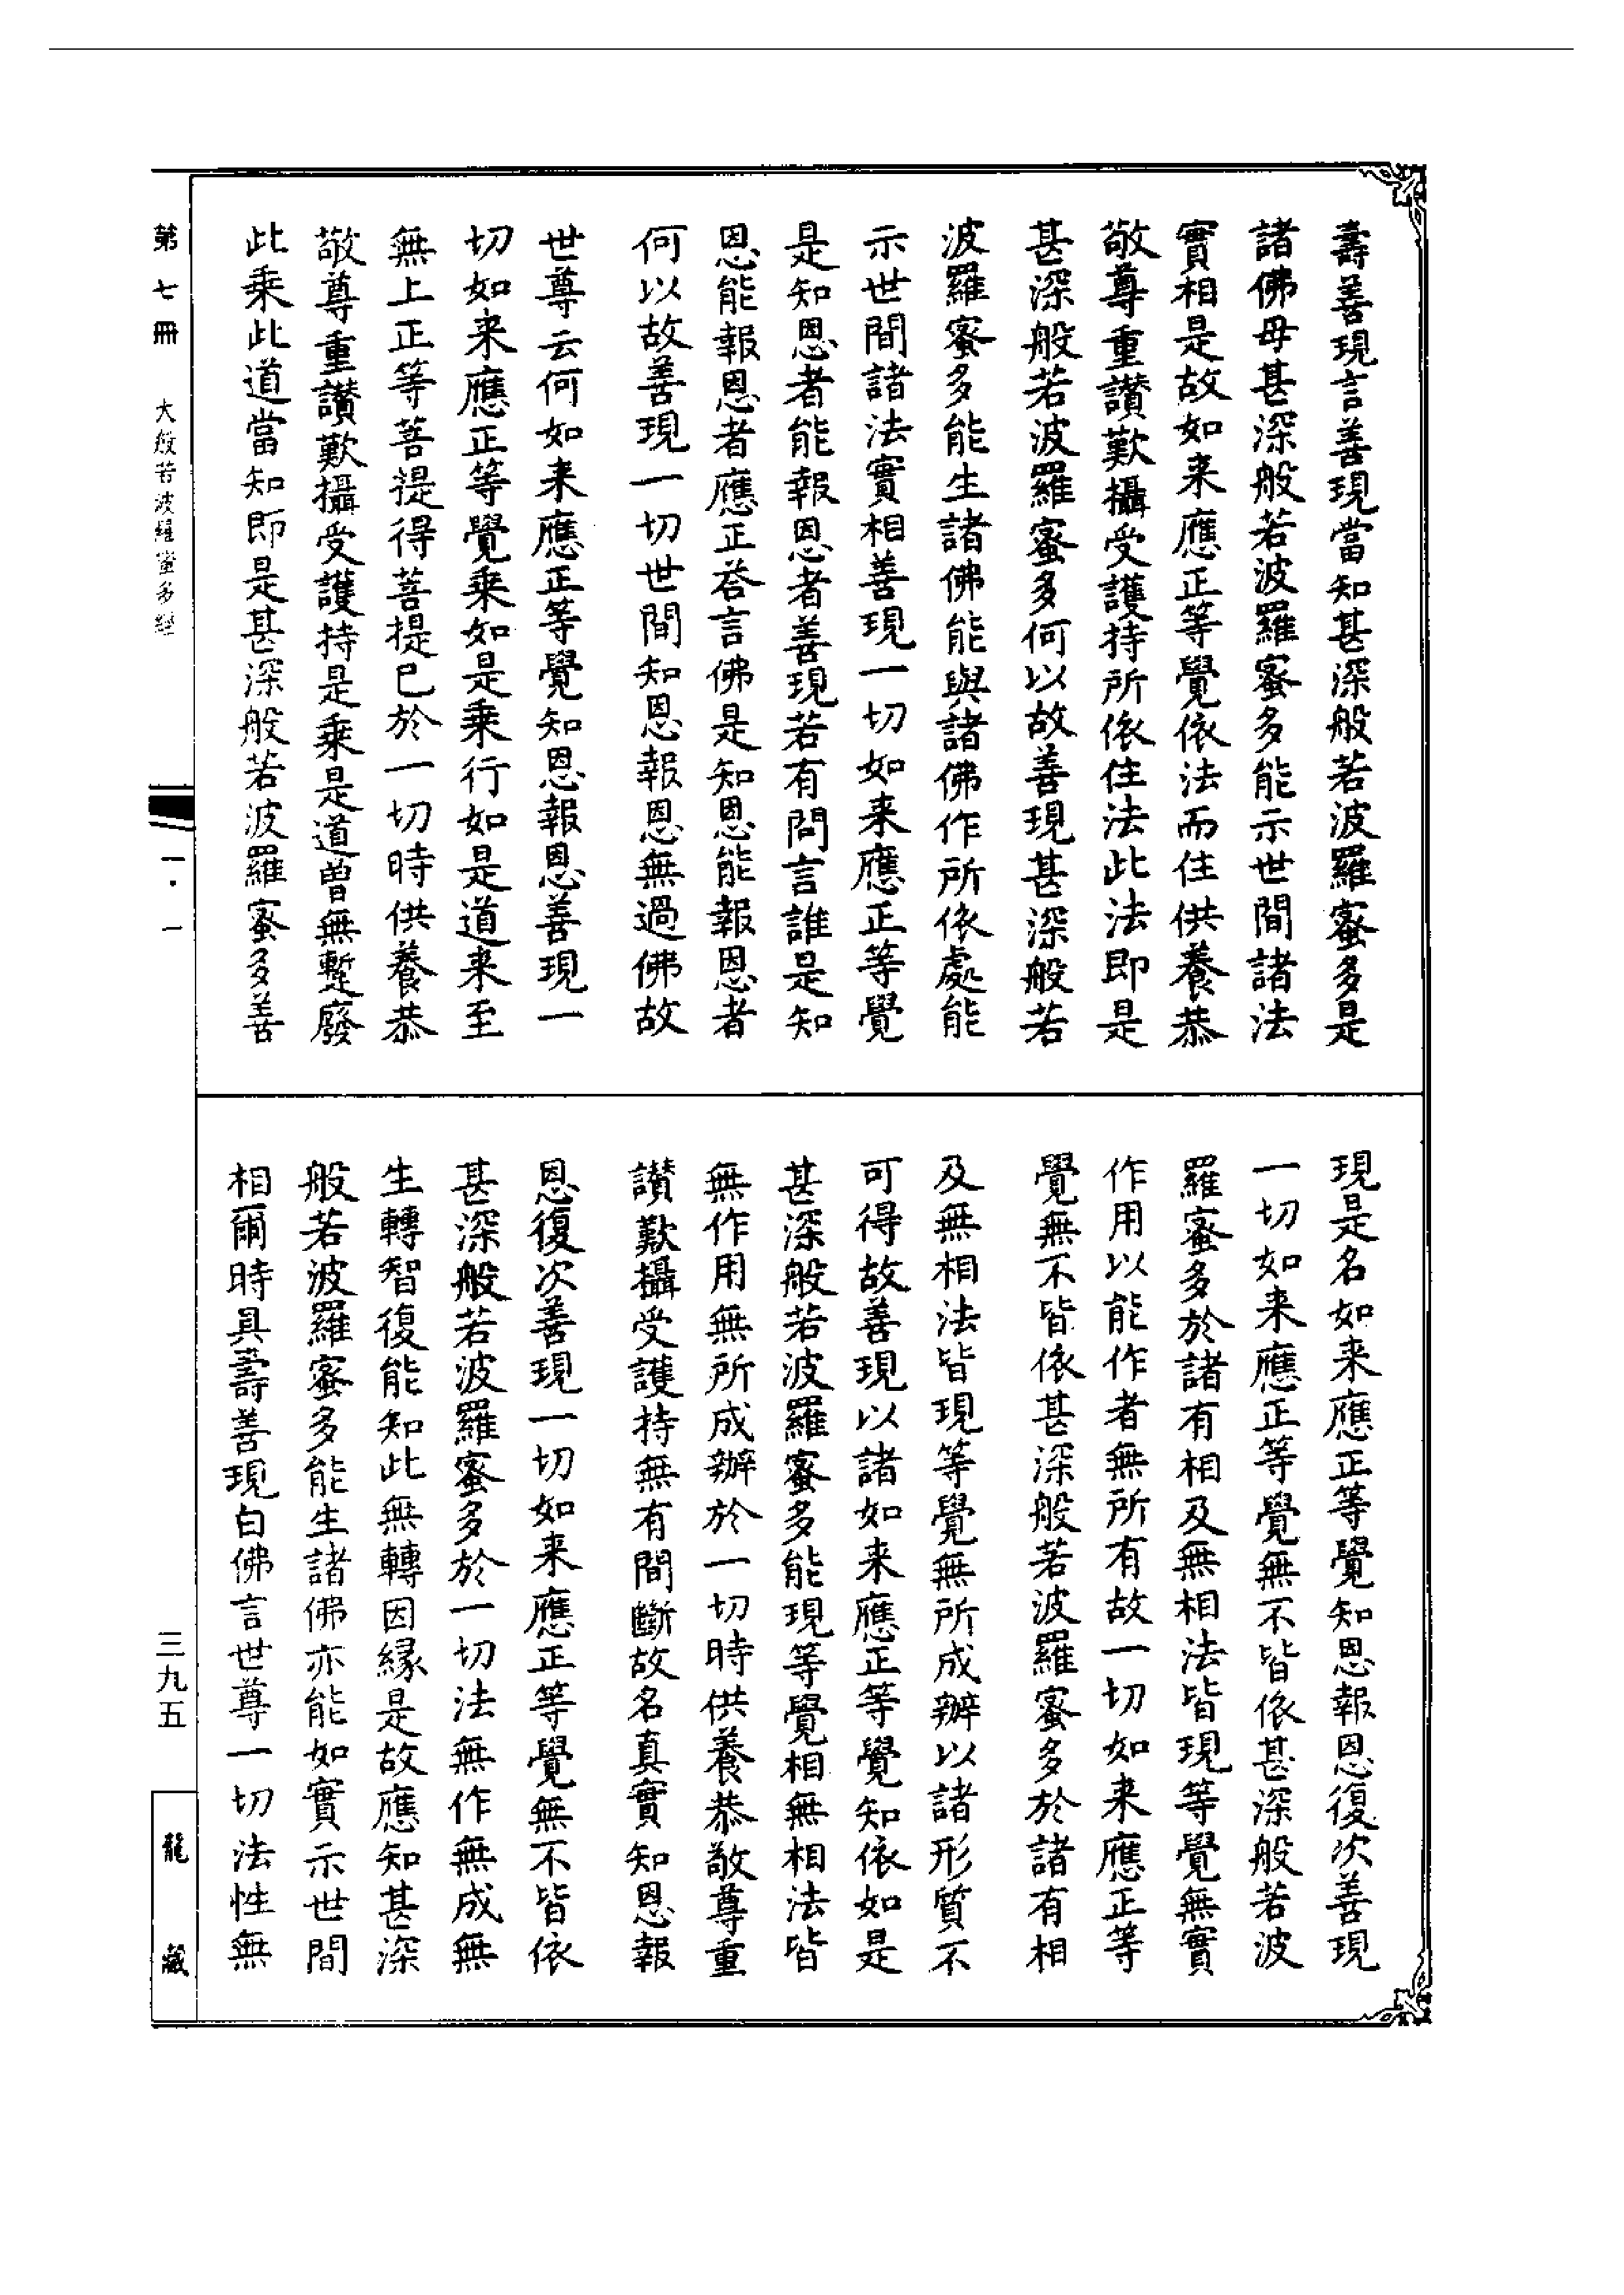 壽善現言善現當知甚深般若波羅蜜多是
諸佛母甚深般若波羅蜜多能示世間諸法
實相是故如来應正等覺依法而住供養恭
敬尊重讃歎攝受護持所依住法此法即是
甚深般若波羅蜜多何以故善現甚深般若
波羅蜜多能生諸佛能與諸佛作所依處能
示世間諸法實相善現一切如来應正等覺
是知恩者能報恩者善現若有問言誰是知
恩能報恩者應正荅言佛是知恩能報恩者
何以故善現一切世間知恩報恩無過佛故
世尊云何如来應正等覺知恩報恩善現一
切如来應正等覺乘如是乘行如是道来至
無上正等菩提得菩提已於一切時供養恭
敬尊重讃歎攝受護持是乘是道曽無蹔廢
此乘此道當知即是甚深般若波羅蜜多善
現是名如来應正等覺知恩報恩復次善現
一切如来應正等覺無不皆依甚深般若波
羅蜜多於諸有相及無相法皆現等覺無實
作用以能作者無所有故一切如来應正等
覺無不皆依甚深般若波羅蜜多於諸有相
及無相法皆現等覺無所成辦以諸形質不
可得故善現以諸如来應正等覺知依如是
甚深般若波羅蜜多能現等覺相無相法皆
無作用無所成辦於一切時供養恭敬尊重
讃歎攝受護持無有間斷故名真實知恩報
恩復次善現一切如来應正等覺無不皆依
甚深般若波羅蜜多於一切法無作無成無
生轉智復能知此無轉因緣是故應知甚深
般若波羅蜜多能生諸佛亦能如實示世間
相爾時具壽善現白佛言世尊一切法性無
第七冊
大般若波羅蜜多經
一·一
三九五
龍藏